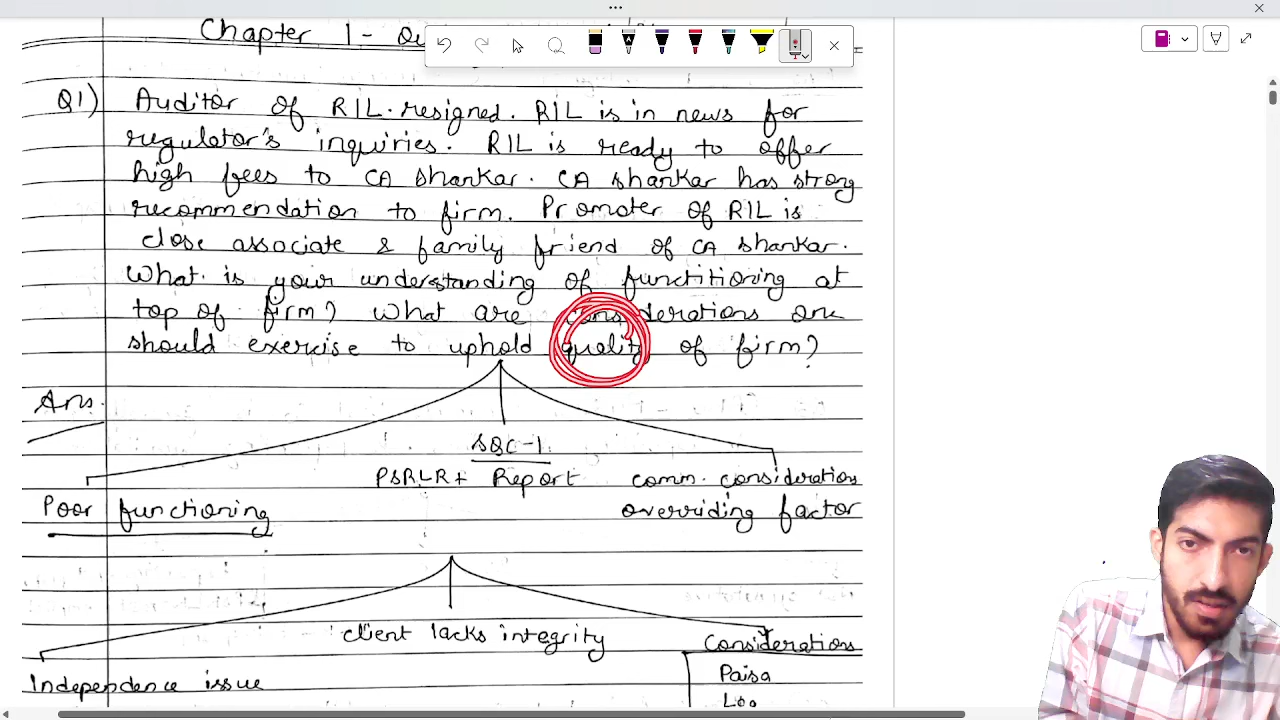 Chapter 1- Qu
Q1) Auditor of RIL resigned. RIL is in news for
regulator's inquiries. RIL is ready to offer
high fees to CA Shankar. CA Shankar has strong
recommendation to firm. Promoter of RIL is
close associate & family friend of CA Shankar.
What is your understanding of functitioning at
top of firm? What are considerations one
should exercise to uphold quality of firm?
Ans.
SQC-1
PSRLR+ Report
comm. consideration
Poor functioning
overriding factor
client lacks integrity
Considerations
Independence issue
Paisa
Loo